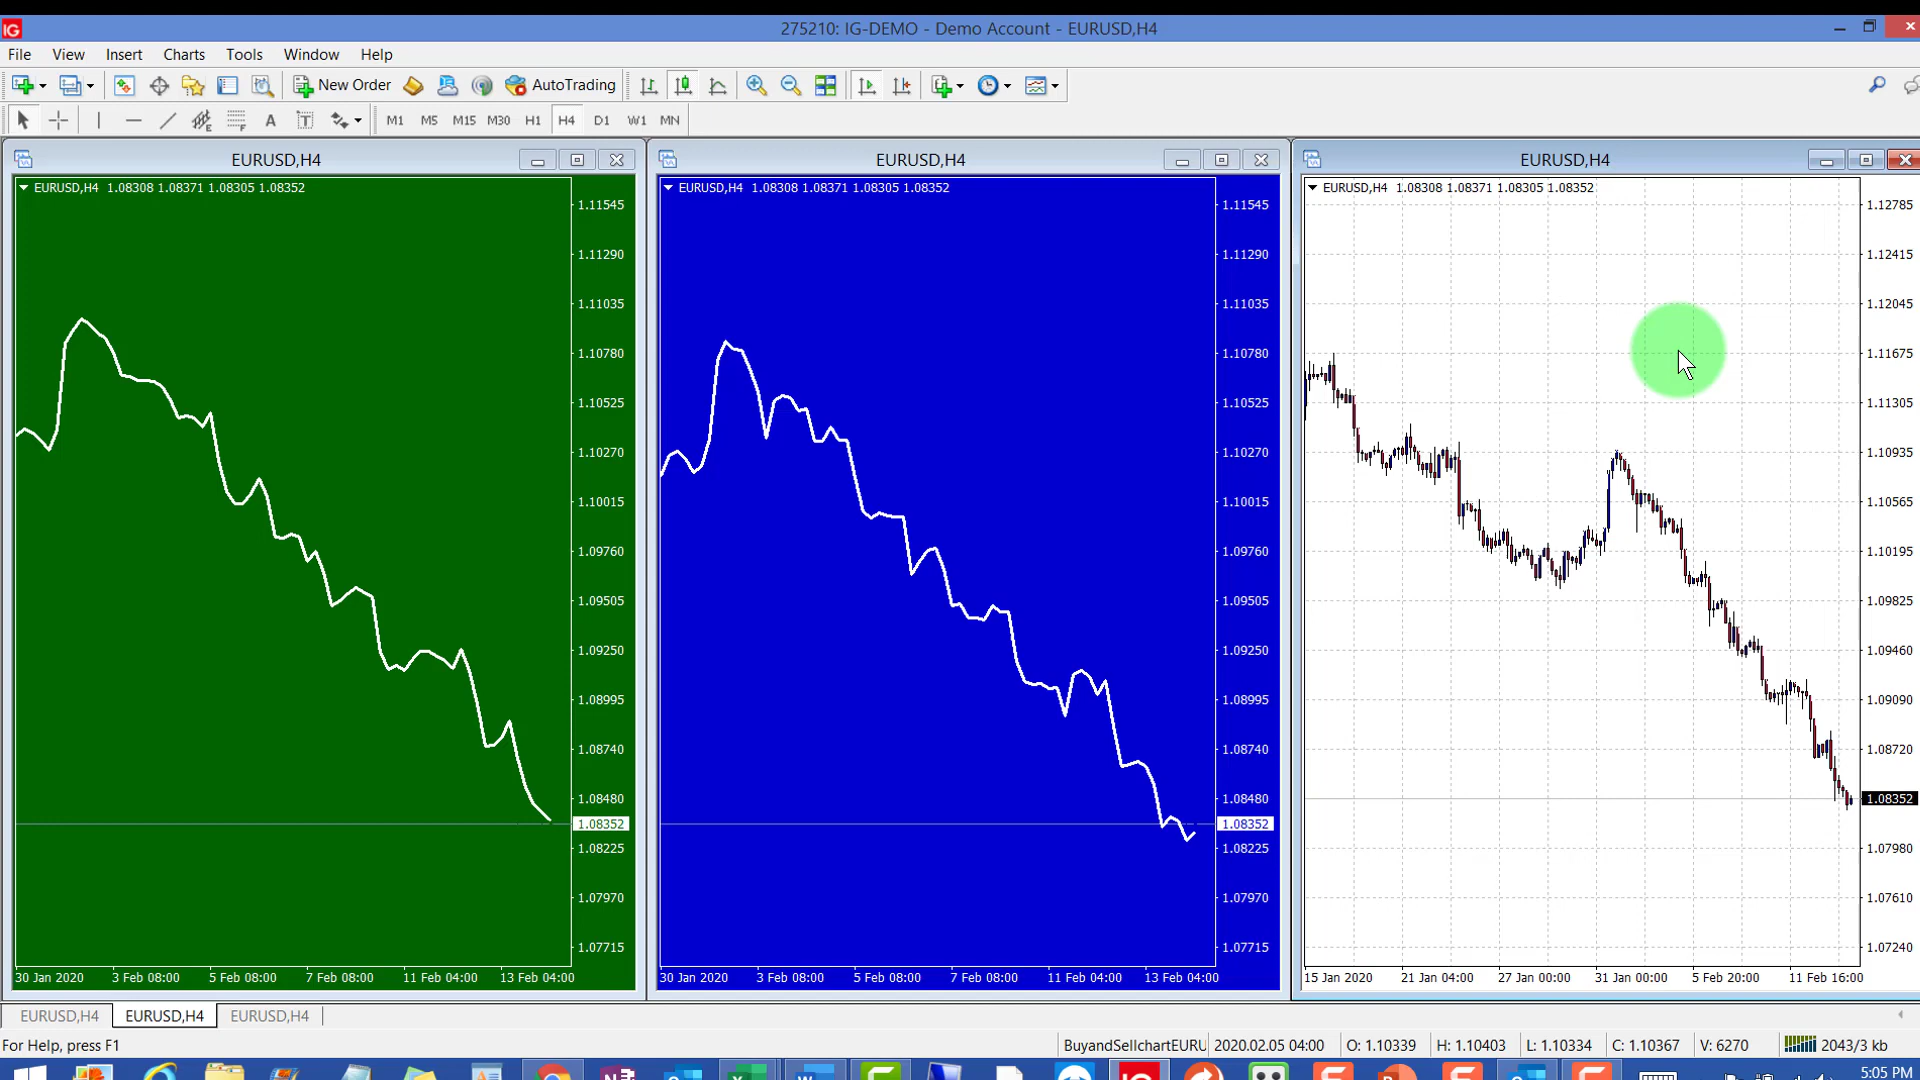 IG
275210: IG-DEMO - Demo Account - EURUSD,H4
File View Insert Charts Tools Window Help
New Order AutoTrading
A T M1 M5 M15 M30 H1 H4 D1 W1 MN
EURUSD,H4
EURUSD,H4 1.08308 1.08371 1.08305 1.08352
1.11545
1.11290
1.11035
1.10780
1.10525
1.10270
1.10015
1.09760
1.09505
1.09250
1.08995
1.08740
1.08480
1.08352
1.08225
1.07970
1.07715
30 Jan 2020 3 Feb 08:00 5 Feb 08:00 7 Feb 08:00 11 Feb 04:00 13 Feb 04:00
EURUSD,H4
EURUSD,H4 1.08308 1.08371 1.08305 1.08352
1.11545
1.11290
1.11035
1.10780
1.10525
1.10270
1.10015
1.09760
1.09505
1.09250
1.08995
1.08740
1.08480
1.08352
1.08225
1.07970
1.07715
30 Jan 2020 3 Feb 08:00 5 Feb 08:00 7 Feb 08:00 11 Feb 04:00 13 Feb 04:00
EURUSD,H4
EURUSD,H4 1.08308 1.08371 1.08305 1.08352
1.12785
1.12415
1.12045
1.11675
1.11305
1.10935
1.10565
1.10195
1.09825
1.09460
1.09090
1.08720
1.08352
1.07980
1.07610
1.07240
15 Jan 2020 21 Jan 04:00 27 Jan 00:00 31 Jan 00:00 5 Feb 20:00 11 Feb 16:00
EURUSD,H4 EURUSD,H4 EURUSD,H4
For Help, press F1 BuyandSellchartEURU 2020.02.05 04:00 O: 1.10339 H: 1.10403 L: 1.10334 C: 1.10367 V: 6270 2043/3 kb
5:05 PM